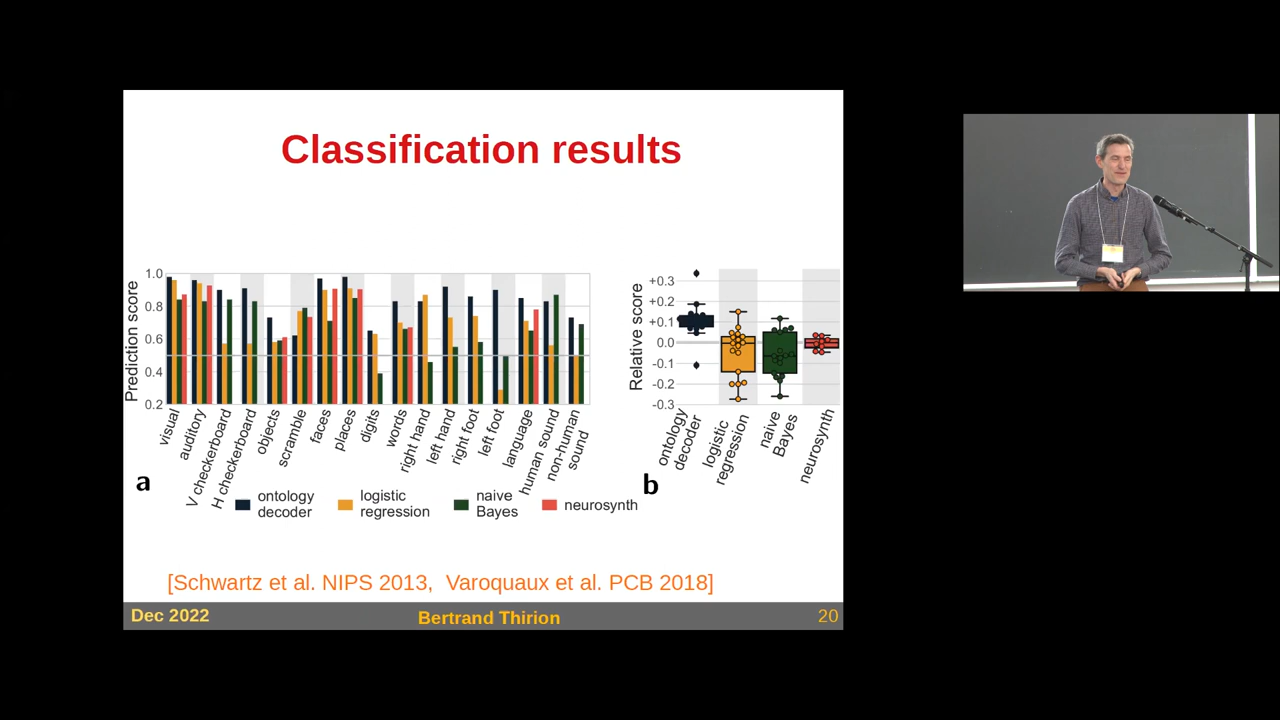 Classification results
Prediction score
1.0
0.8
0.6
0.4
0.2
visual
auditory
V checkerboard
H checkerboard
objects
scramble
faces
places
digits
words
right hand
left hand
right foot
left foot
language
human sound
non-human
sound
a
ontology
decoder
logistic
regression
naive
Bayes
neurosynth
Relative score
+0.3
+0.2
+0.1
0.0
-0.1
-0.2
-0.3
ontology
decoder
logistic
regression
naive
Bayes
neurosynth
b
[Schwartz et al. NIPS 2013, Varoquaux et al. PCB 2018]
Dec 2022
Bertrand Thirion
20